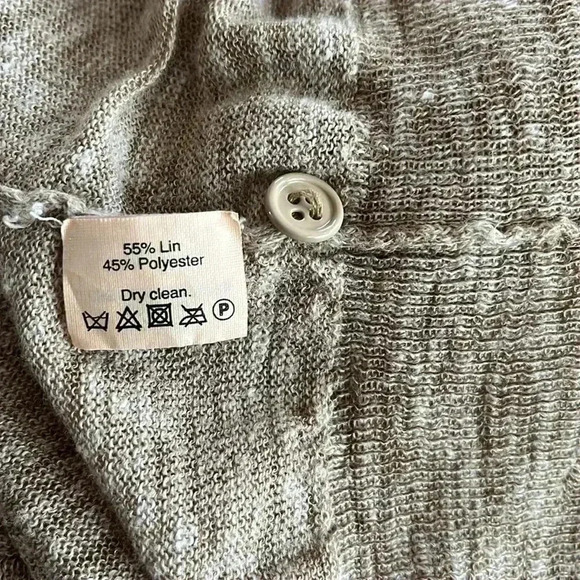 55% Lin
45% Polyester
Dry clean.
P